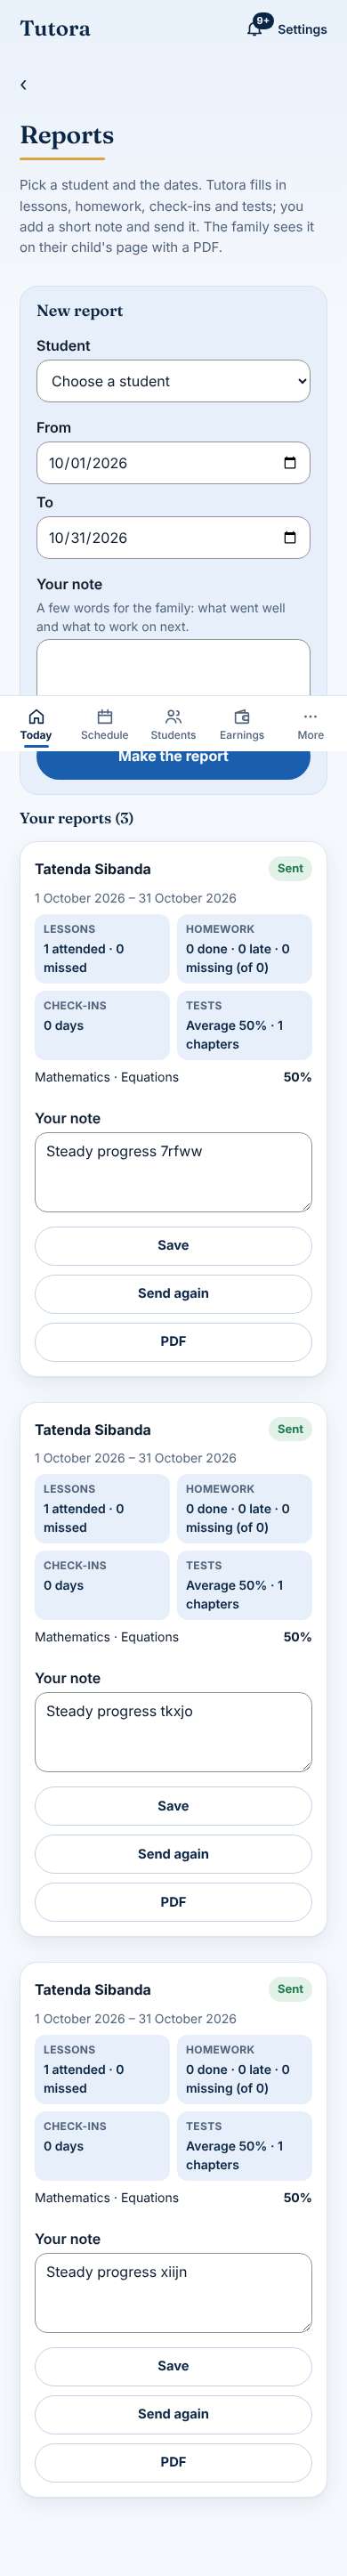 Tutora
9+
Settings
Reports
Pick a student and the dates. Tutora fills in
lessons, homework, check-ins and tests; you
add a short note and send it. The family sees it
on their child's page with a PDF.
New report
Student
Choose a student
From
10/01/2026
To
10/31/2026
Your note
A few words for the family: what went well
and what to work on next.
Today
Schedule
Students
Earnings
More
Make the report
Your reports (3)
Tatenda Sibanda
Sent
1 October 2026 – 31 October 2026
LESSONS
1 attended · 0
missed
HOMEWORK
0 done · 0 late · 0
missing (of 0)
CHECK-INS
0 days
TESTS
Average 50% · 1
chapters
Mathematics · Equations
50%
Your note
Steady progress 7rfww
Save
Send again
PDF
Tatenda Sibanda
Sent
1 October 2026 – 31 October 2026
LESSONS
1 attended · 0
missed
HOMEWORK
0 done · 0 late · 0
missing (of 0)
CHECK-INS
0 days
TESTS
Average 50% · 1
chapters
Mathematics · Equations
50%
Your note
Steady progress tkxjo
Save
Send again
PDF
Tatenda Sibanda
Sent
1 October 2026 – 31 October 2026
LESSONS
1 attended · 0
missed
HOMEWORK
0 done · 0 late · 0
missing (of 0)
CHECK-INS
0 days
TESTS
Average 50% · 1
chapters
Mathematics · Equations
50%
Your note
Steady progress xiijn
Save
Send again
PDF